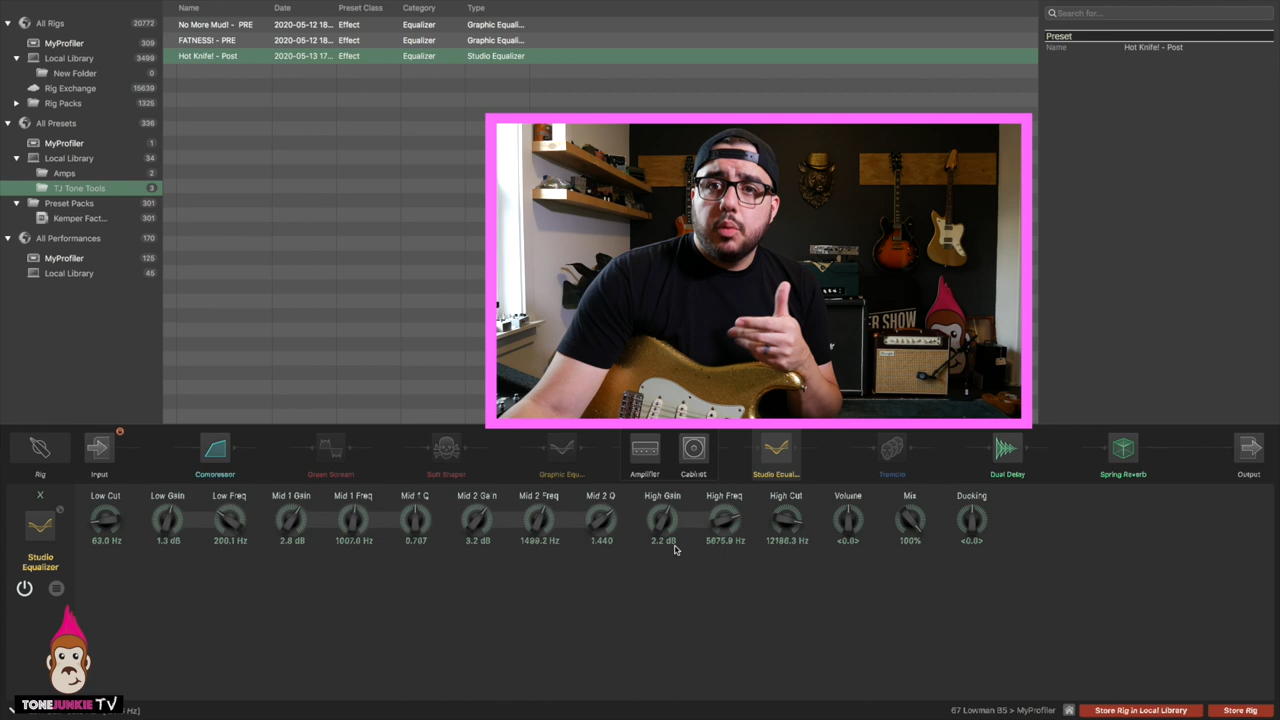 Name Date Preset Class Category Type
No More Mud! - PRE 2020-05-12 18... Effect Equalizer Graphic Equali...
FATNESS! - PRE 2020-05-12 18... Effect Equalizer Graphic Equali...
Hot Knife! - Post 2020-05-13 17... Effect Equalizer Studio Equalizer
All Rigs 20772
MyProfiler 309
Local Library 3499
New Folder 0
Rig Exchange 15639
Rig Packs 1325
All Presets 336
MyProfiler 1
Local Library 34
Amps 2
TJ Tone Tools 3
Preset Packs 301
Kemper Fact... 301
All Performances 170
MyProfiler 125
Local Library 45
Search for...
Preset
Name Hot Knife! - Post
ER SHOW
Rig Input Compressor Green Scream Soft Shaper Graphic Equ... Amplifier Cabinet Studio Equal... Tremolo Dual Delay Spring Reverb Output
X Low Cut Low Gain Low Freq Mid 1 Gain Mid 1 Freq Mid 1 Q Mid 2 Gain Mid 2 Freq Mid 2 Q High Gain High Freq High Cut Volume Mix Ducking
63.0 Hz 1.3 dB 200.1 Hz 2.8 dB 1007.0 Hz 0.707 3.2 dB 1499.2 Hz 1.440 2.2 dB 5675.9 Hz 12186.3 Hz <0.0> 100% <0.0>
Studio
Equalizer
TONEJUNKIE TV
67 Lowman B5 > MyProfiler Store Rig in Local Library Store Rig